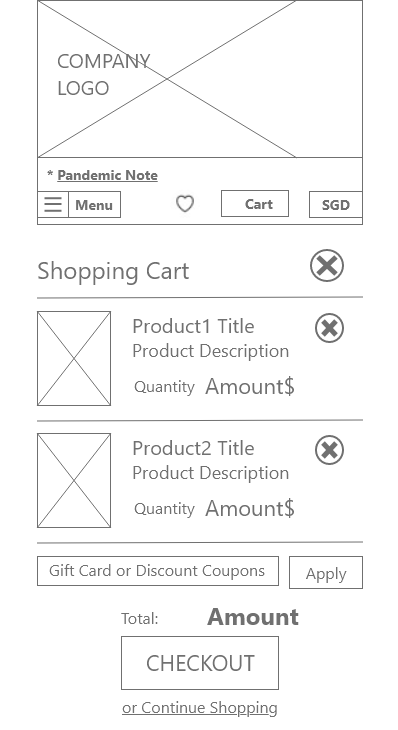 COMPANY
LOGO
* Pandemic Note
Menu
Cart
SGD
Shopping Cart
Product1 Title
Product Description
Quantity Amount$
Product2 Title
Product Description
Quantity Amount$
Gift Card or Discount Coupons
Apply
Total: Amount
CHECKOUT
or Continue Shopping